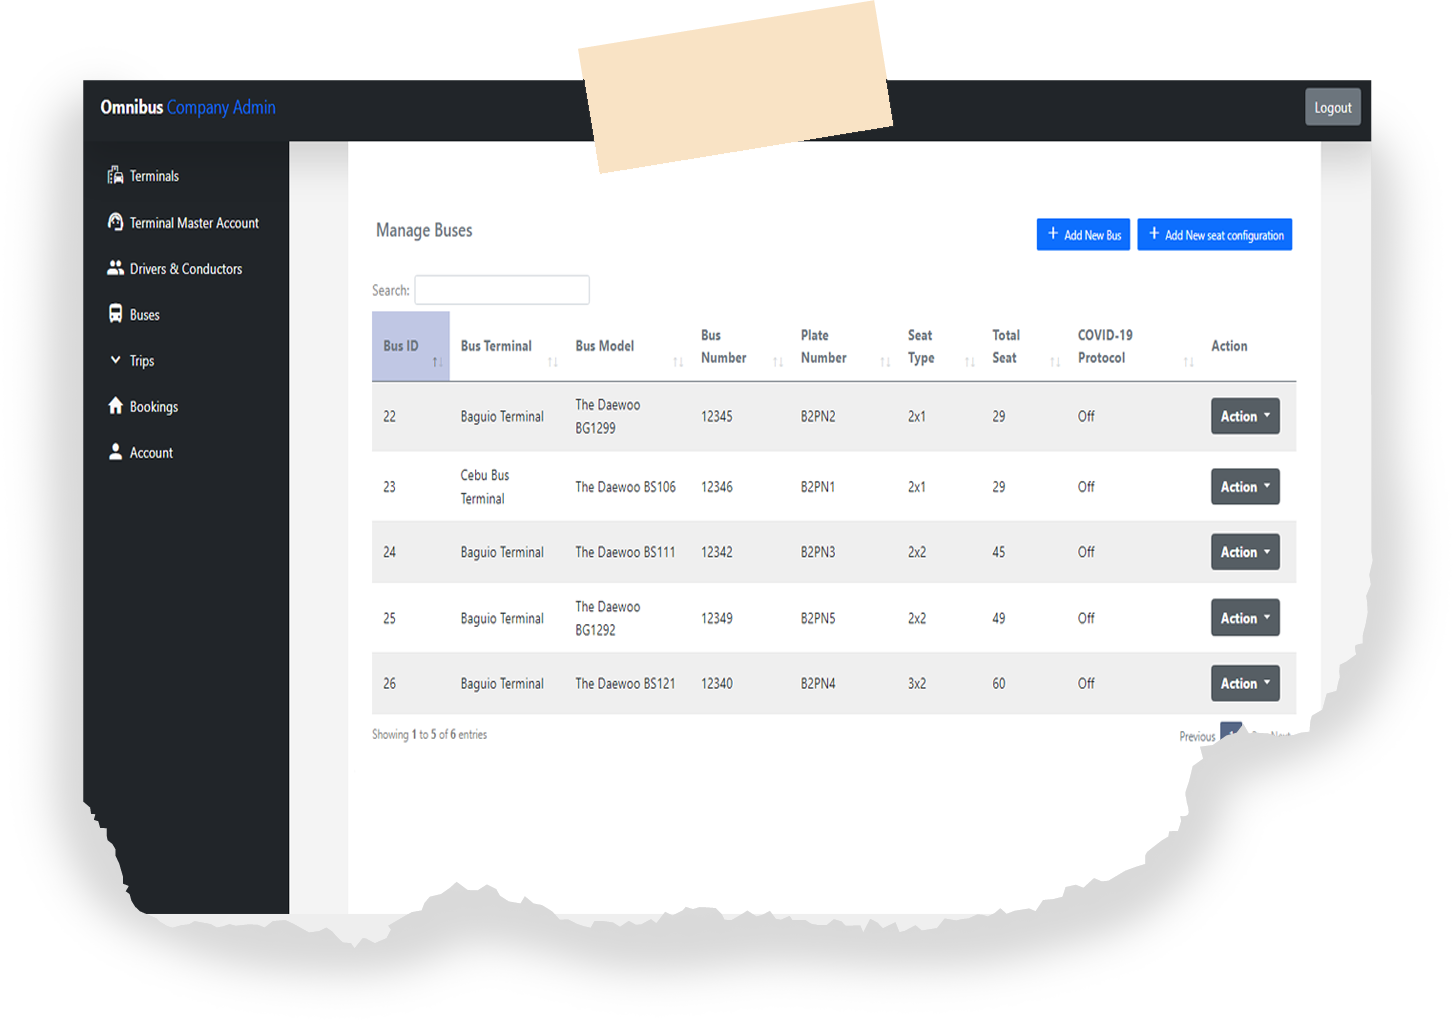 Omnibus Company Admin
Logout
Terminals
Terminal Master Account
Drivers & Conductors
Buses
Trips
Bookings
Account
Manage Buses
+ Add New Bus
+ Add New seat configuration
Search:
Bus ID Bus Terminal Bus Model Bus Number Plate Number Seat Type Total Seat COVID-19 Protocol Action
22 Baguio Terminal The Daewoo BG1299 12345 B2PN2 2x1 29 Off Action
23 Cebu Bus Terminal The Daewoo BS106 12346 B2PN1 2x1 29 Off Action
24 Baguio Terminal The Daewoo BS111 12342 B2PN3 2x2 45 Off Action
25 Baguio Terminal The Daewoo BG1292 12349 B2PN5 2x2 49 Off Action
26 Baguio Terminal The Daewoo BS121 12340 B2PN4 3x2 60 Off Action
Showing 1 to 5 of 6 entries
Previous Next